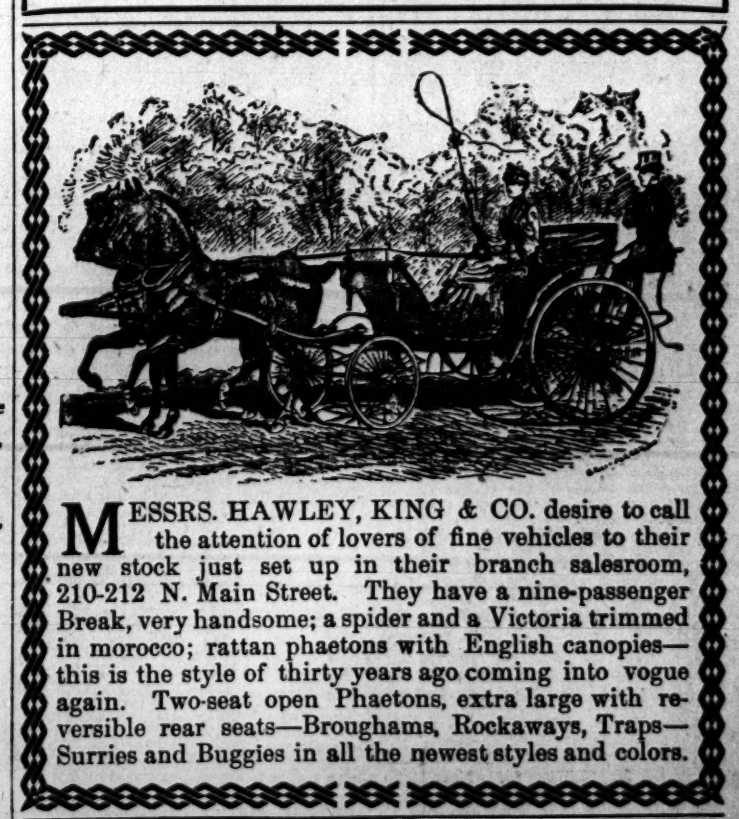 MESSRS. HAWLEY, KING & CO. desire to call
the attention of lovers of fine vehicles to their
new stock just set up in their branch salesroom,
210-212 N. Main Street. They have a nine-passenger
Break, very handsome; a spider and a Victoria trimmed
in morocco; rattan phaetons with English canopies—
this is the style of thirty years ago coming into vogue
again. Two-seat open Phaetons, extra large with re-
versible rear seats—Broughams, Rockaways, Traps—
Surries and Buggies in all the newest styles and colors.